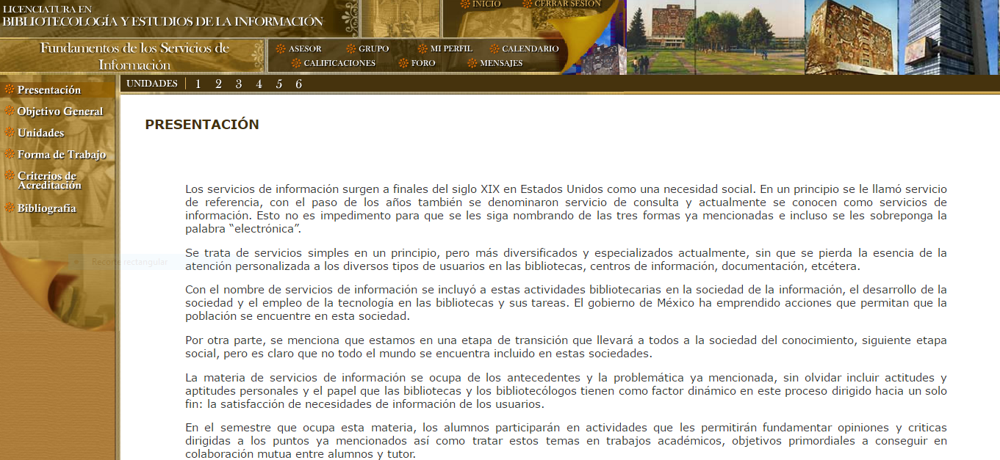 LICENCIATURA EN
BIBLIOTECOLOGÍA Y ESTUDIOS DE LA INFORMACIÓN
INICIO
CERRAR SESIÓN
Fundamentos de los Servicios de
Información
ASESOR
GRUPO
MI PERFIL
CALENDARIO
CALIFICACIONES
FORO
MENSAJES
UNIDADES 1 2 3 4 5 6
Presentación
Objetivo General
Unidades
Forma de Trabajo
Criterios de
Acreditación
Bibliografía
Recorte rectangular
PRESENTACIÓN
Los servicios de información surgen a finales del siglo XIX en Estados Unidos como una necesidad social. En un principio se le llamó servicio
de referencia, con el paso de los años también se denominaron servicio de consulta y actualmente se conocen como servicios de
información. Esto no es impedimento para que se les siga nombrando de las tres formas ya mencionadas e incluso se les sobreponga la
palabra “electrónica”.
Se trata de servicios simples en un principio, pero más diversificados y especializados actualmente, sin que se pierda la esencia de la
atención personalizada a los diversos tipos de usuarios en las bibliotecas, centros de información, documentación, etcétera.
Con el nombre de servicios de información se incluyó a estas actividades bibliotecarias en la sociedad de la información, el desarrollo de la
sociedad y el empleo de la tecnología en las bibliotecas y sus tareas. El gobierno de México ha emprendido acciones que permitan que la
población se encuentre en esta sociedad.
Por otra parte, se menciona que estamos en una etapa de transición que llevará a todos a la sociedad del conocimiento, siguiente etapa
social, pero es claro que no todo el mundo se encuentra incluido en estas sociedades.
La materia de servicios de información se ocupa de los antecedentes y la problemática ya mencionada, sin olvidar incluir actitudes y
aptitudes personales y el papel que las bibliotecas y los bibliotecólogos tienen como factor dinámico en este proceso dirigido hacia un solo
fin: la satisfacción de necesidades de información de los usuarios.
En el semestre que ocupa esta materia, los alumnos participarán en actividades que les permitirán fundamentar opiniones y criticas
dirigidas a los puntos ya mencionados así como tratar estos temas en trabajos académicos, objetivos primordiales a conseguir en
colaboración mutua entre alumnos y tutor.